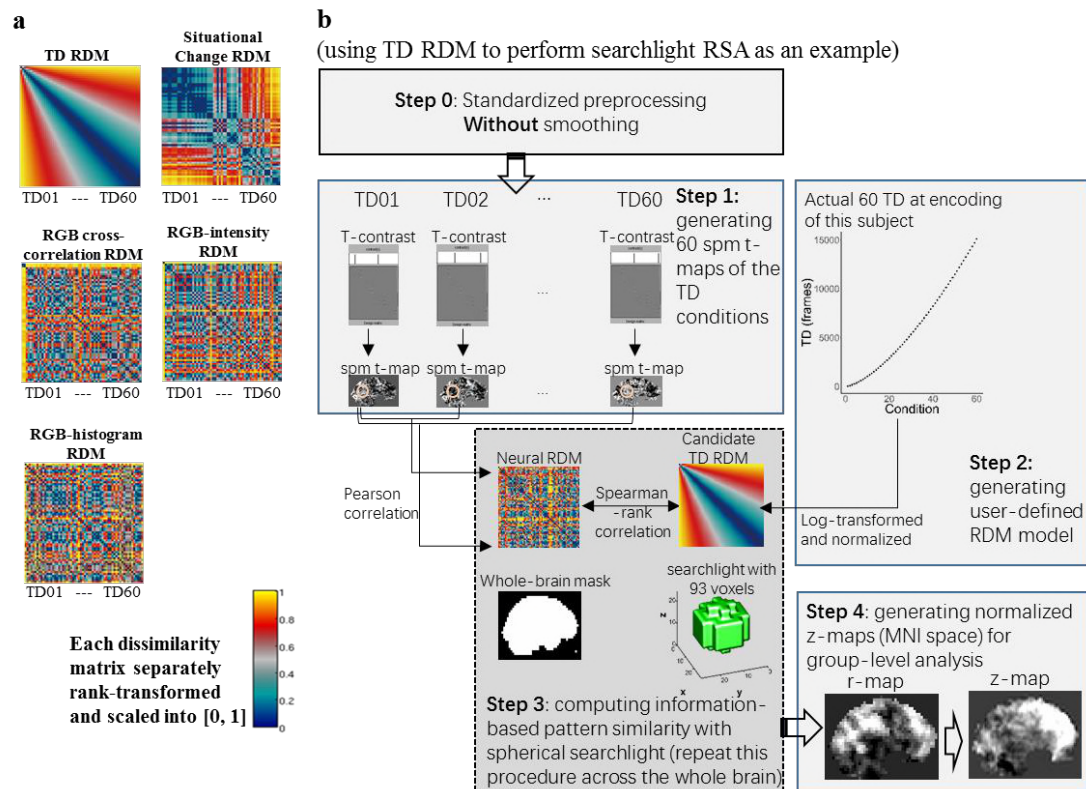 a
TD RDM
Situational
Change RDM
TD01 --- TD60
TD01 --- TD60
RGB cross-
correlation RDM
RGB-intensity
RDM
TD01 --- TD60
TD01 --- TD60
RGB-histogram
RDM
TD01 --- TD60
Each dissimilarity
matrix separately
rank-transformed
and scaled into [0, 1]
1
0.8
0.6
0.4
0.2
0
b
(using TD RDM to perform searchlight RSA as an example)
Step 0: Standardized preprocessing
Without smoothing
TD01 TD02 ... TD60
T-contrast T-contrast T-contrast
...
spm t-map spm t-map spm t-map
...
Step 1:
generating
60 spm t-
maps of the
TD
conditions
Actual 60 TD at encoding
of this subject
TD (frames)
15000
10000
5000
0
0 20 40 60
Condition
Step 2:
generating
user-defined
RDM model
Log-transformed
and normalized
Pearson
correlation
Neural RDM
Candidate
TD RDM
Spearman
-rank
correlation
Whole-brain mask
searchlight with
93 voxels
z
x
y
Step 3: computing information-
based pattern similarity with
spherical searchlight (repeat this
procedure across the whole brain)
Step 4: generating normalized
z-maps (MNI space) for
group-level analysis
r-map z-map